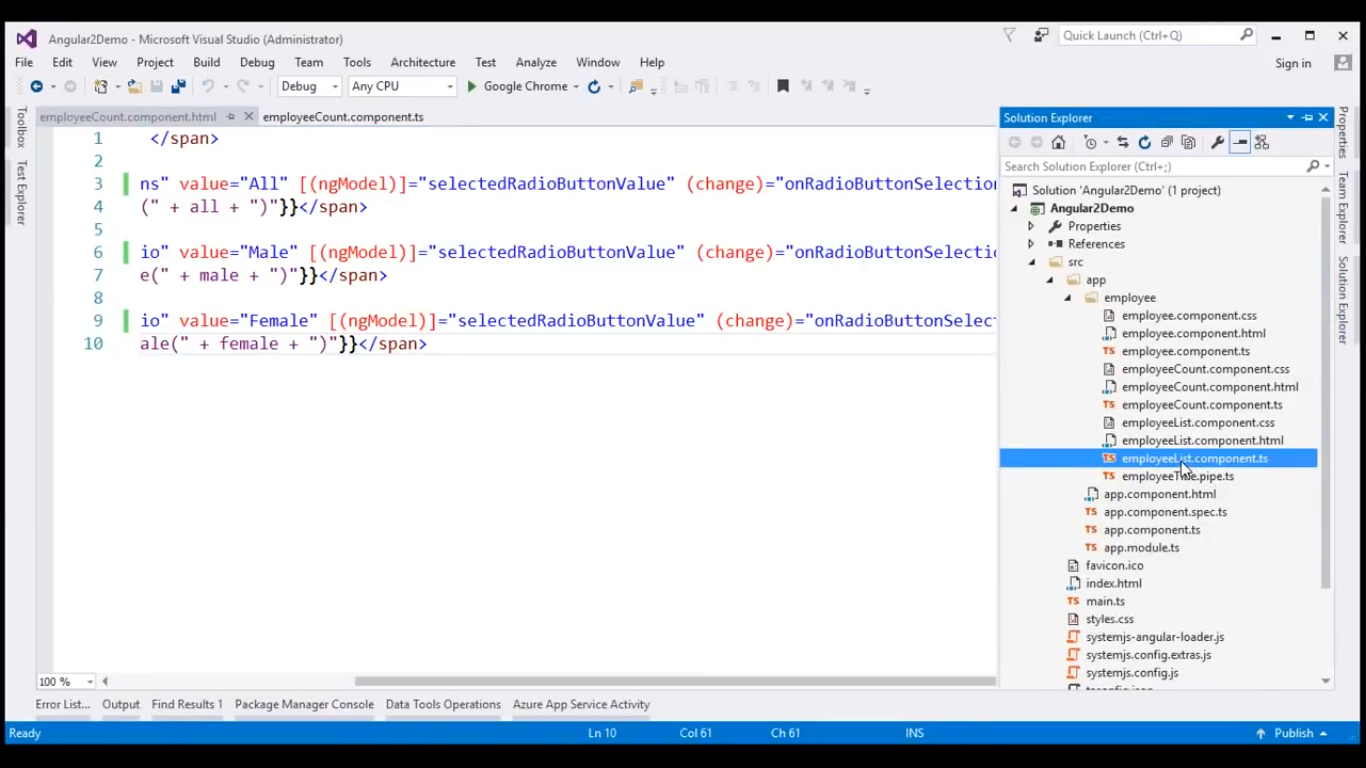 Angular2Demo - Microsoft Visual Studio (Administrator)
Quick Launch (Ctrl+Q)
File Edit View Project Build Debug Team Tools Architecture Test Analyze Window Help
Sign in
Debug Any CPU Google Chrome
Toolbox
Test Explorer
employeeCount.component.html employeeCount.component.ts
1 </span>
2
3 ns" value="All" [(ngModel)]="selectedRadioButtonValue" (change)="onRadioButtonSelection
4 (" + all + ")"}}</span>
5
6 io" value="Male" [(ngModel)]="selectedRadioButtonValue" (change)="onRadioButtonSelecti
7 e(" + male + ")"}}</span>
8
9 io" value="Female" [(ngModel)]="selectedRadioButtonValue" (change)="onRadioButtonSelec
10 ale(" + female + ")"}}</span>
100 %
Solution Explorer
Search Solution Explorer (Ctrl+;)
Solution 'Angular2Demo' (1 project)
Angular2Demo
Properties
References
src
app
employee
employee.component.css
employee.component.html
employee.component.ts
employeeCount.component.css
employeeCount.component.html
employeeCount.component.ts
employeeList.component.css
employeeList.component.html
employeeList.component.ts
app.component.html
app.component.spec.ts
app.component.ts
app.module.ts
favicon.ico
index.html
main.ts
styles.css
systemjs-angular-loader.js
systemjs.config.extras.js
systemjs.config.js
Properties
Team Explorer
Solution Explorer
Error List... Output Find Results 1 Package Manager Console Data Tools Operations Azure App Service Activity
Ready Ln 10 Col 61 Ch 61 INS Publish